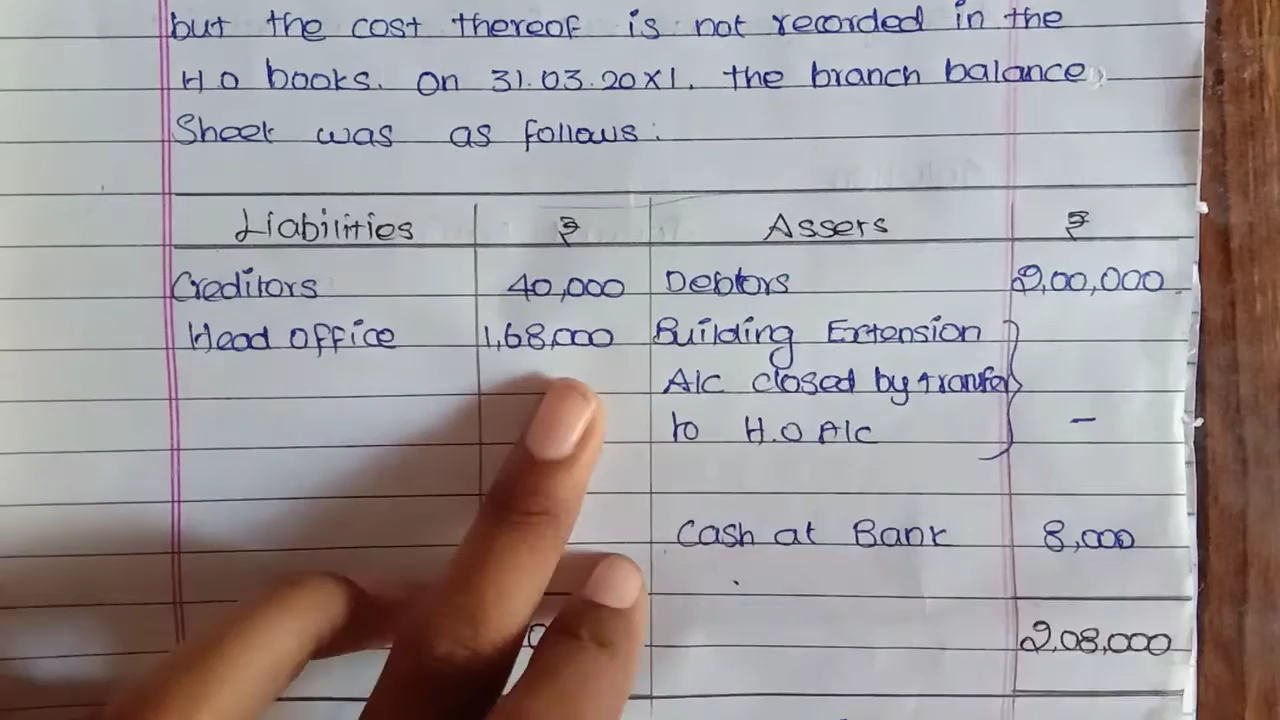 but the cost thereof is not recorded in the
H O books. On 31.03.20X1. the branch balance
Sheet was as follows:
Liabilities ₹ Assers ₹
Creditors 40,000 Debtors 2,00,000
Head office 1,68,000 Building Extension
A/c closed by transfer
to H.O A/c -
Cash at Bank 8,000
2,08,000